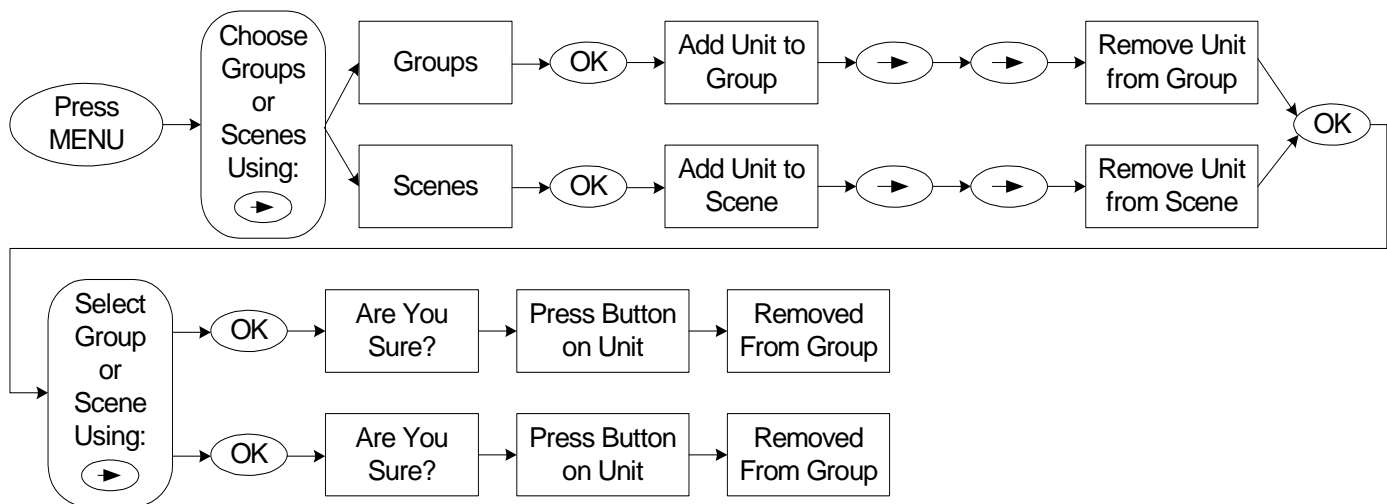 Press
MENU
Choose
Groups
or
Scenes
Using:
Groups
OK
Add Unit to
Group
Remove Unit
from Group
Scenes
OK
Add Unit to
Scene
Remove Unit
from Scene
OK
Select
Group
or
Scene
Using:
OK
Are You
Sure?
Press Button
on Unit
Removed
From Group
OK
Are You
Sure?
Press Button
on Unit
Removed
From Group